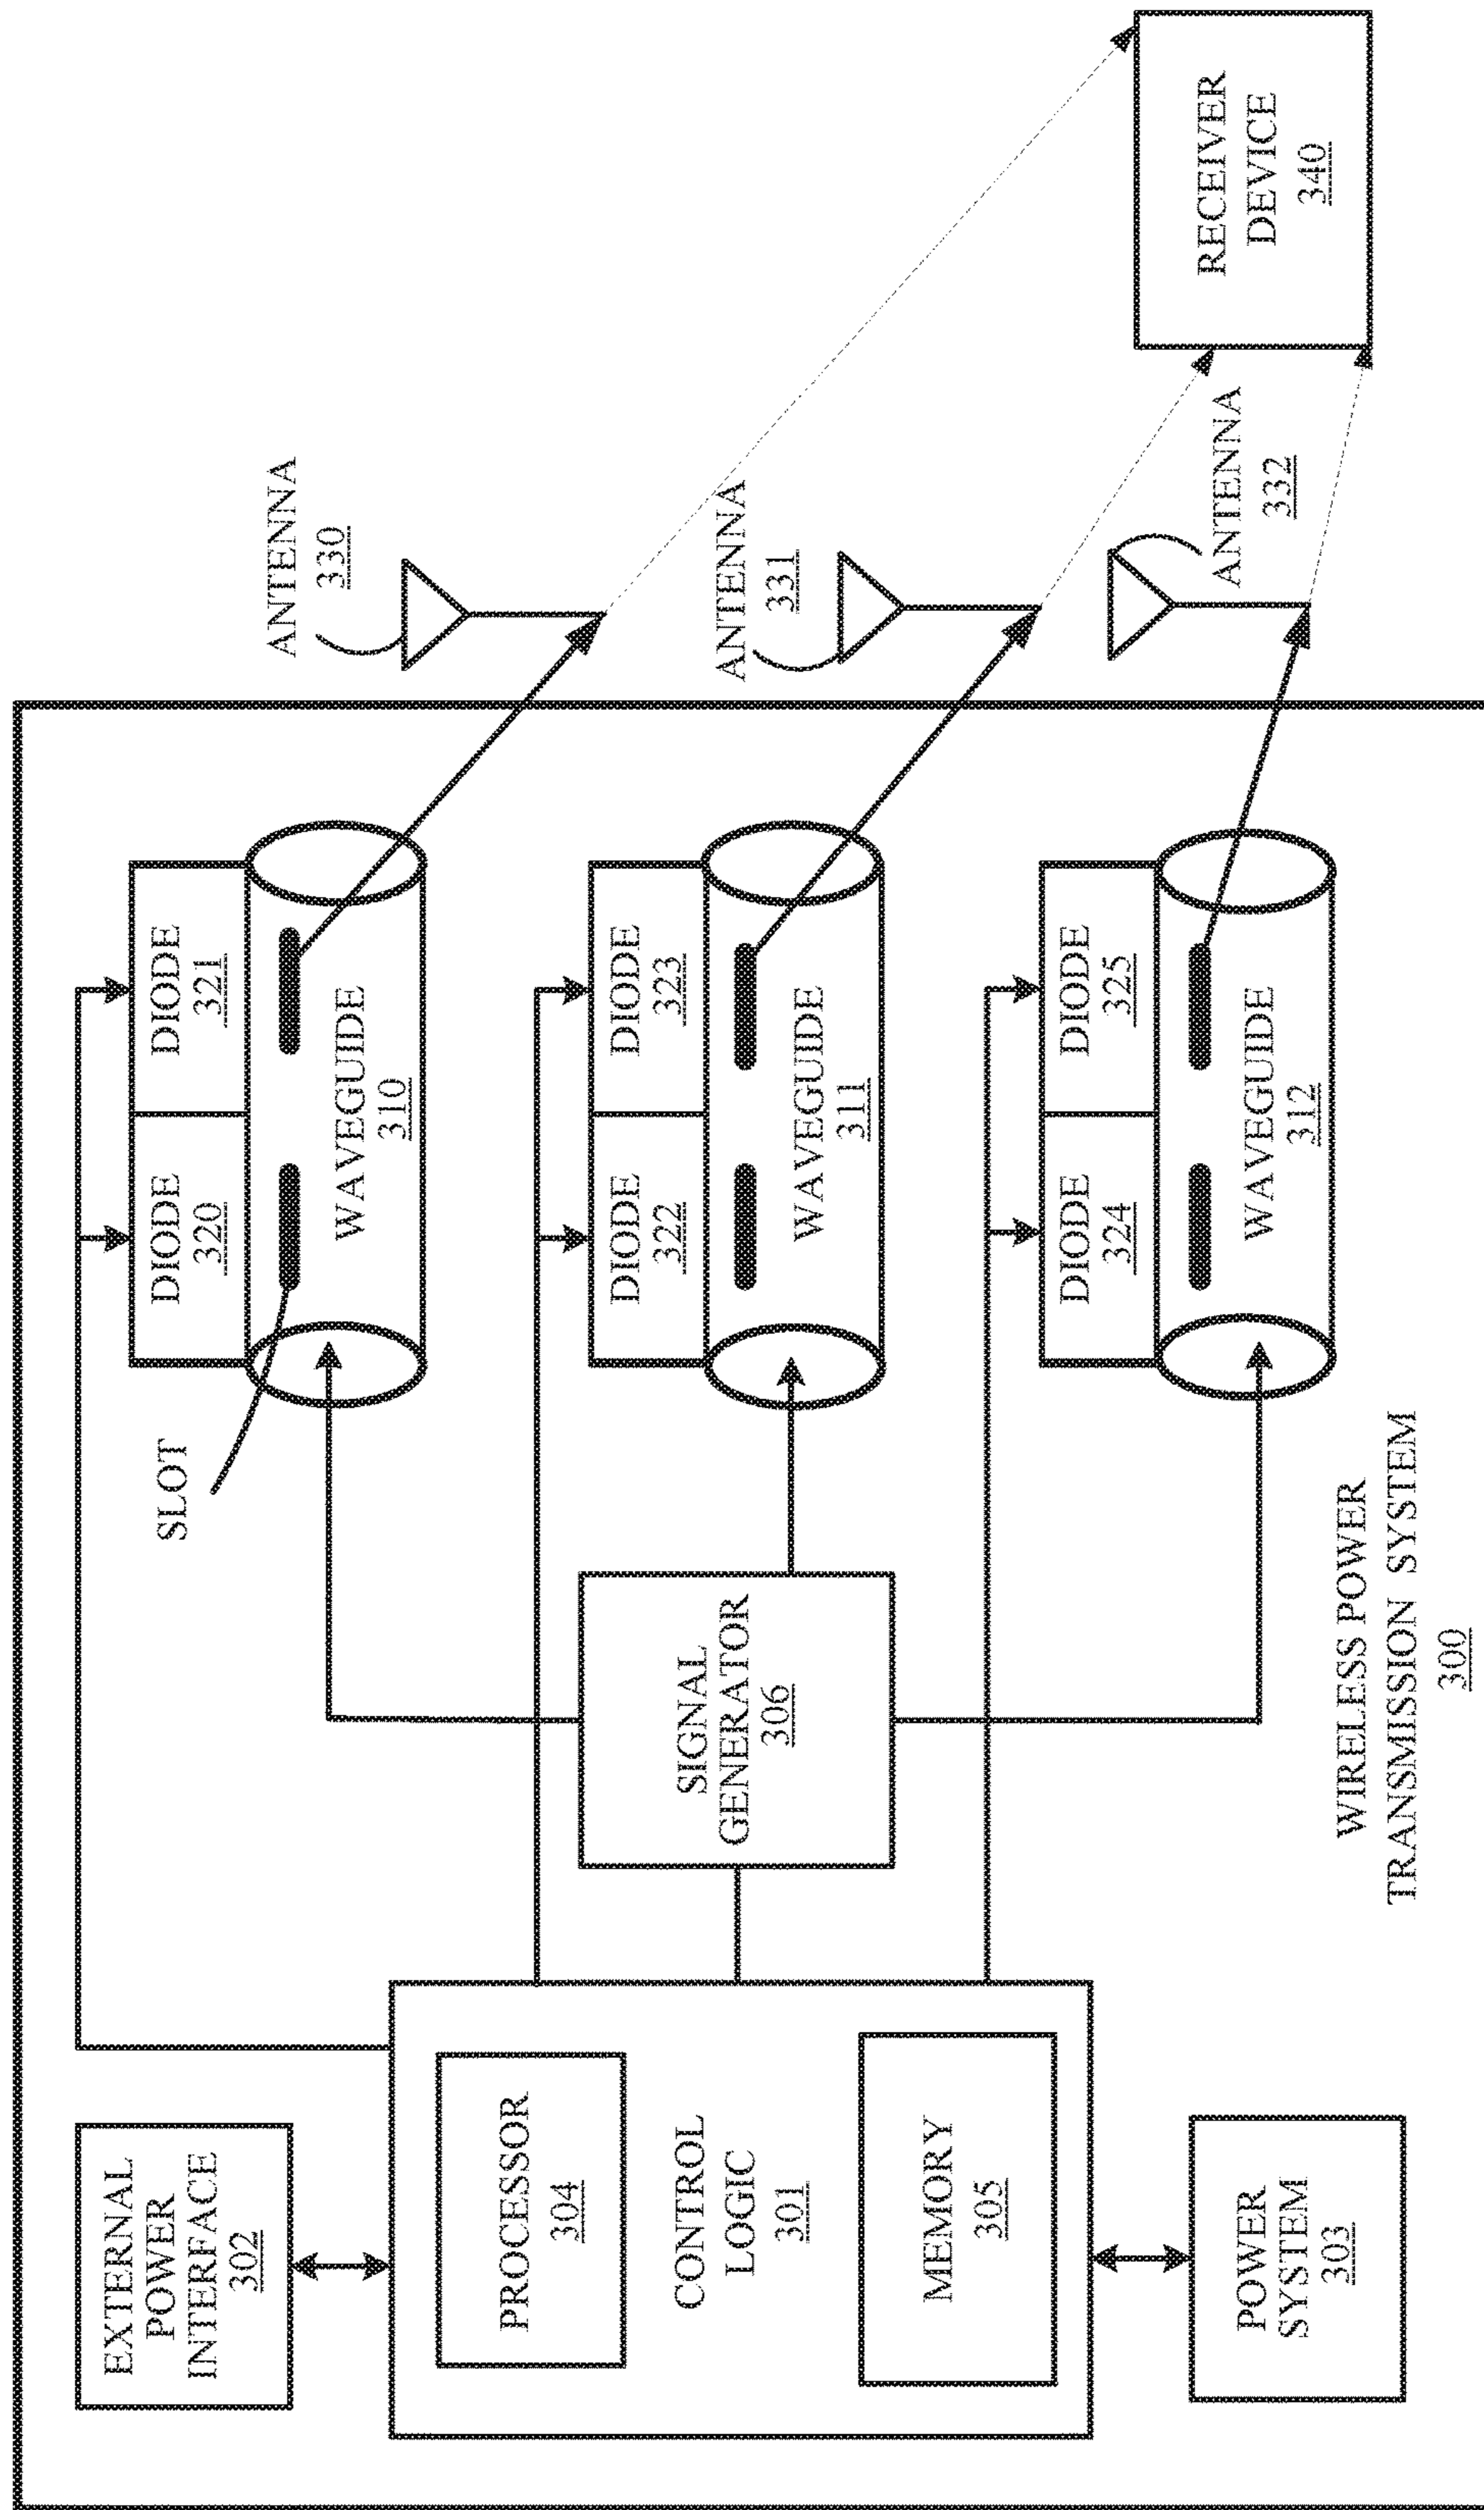 EXTERNAL
POWER
INTERFACE
302
PROCESSOR
304
CONTROL
LOGIC
301
MEMORY
305
POWER
SYSTEM
303
SIGNAL
GENERATOR
306
SLOT
DIODE
320
DIODE
321
WAVEGUIDE
310
DIODE
322
DIODE
323
WAVEGUIDE
311
DIODE
324
DIODE
325
WAVEGUIDE
312
WIRELESS POWER
TRANSMISSION SYSTEM
300
ANTENNA
330
ANTENNA
331
ANTENNA
332
RECEIVER
DEVICE
340